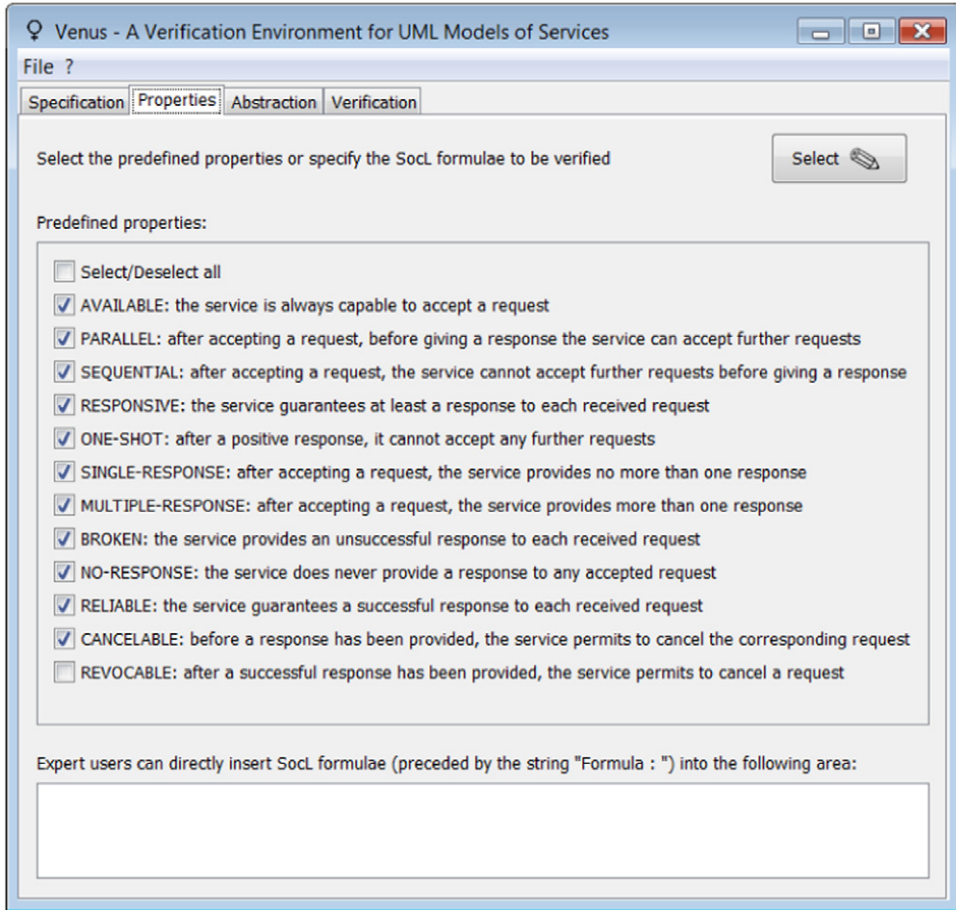 Venus - A Verification Environment for UML Models of Services
File ?
Specification Properties Abstraction Verification
Select the predefined properties or specify the SocL formulae to be verified
Select
Predefined properties:
Select/Deselect all
AVAILABLE: the service is always capable to accept a request
PARALLEL: after accepting a request, before giving a response the service can accept further requests
SEQUENTIAL: after accepting a request, the service cannot accept further requests before giving a response
RESPONSIVE: the service guarantees at least a response to each received request
ONE-SHOT: after a positive response, it cannot accept any further requests
SINGLE-RESPONSE: after accepting a request, the service provides no more than one response
MULTIPLE-RESPONSE: after accepting a request, the service provides more than one response
BROKEN: the service provides an unsuccessful response to each received request
NO-RESPONSE: the service does never provide a response to any accepted request
RELIABLE: the service guarantees a successful response to each received request
CANCELABLE: before a response has been provided, the service permits to cancel the corresponding request
REVOCABLE: after a successful response has been provided, the service permits to cancel a request
Expert users can directly insert SocL formulae (preceded by the string "Formula : ") into the following area: